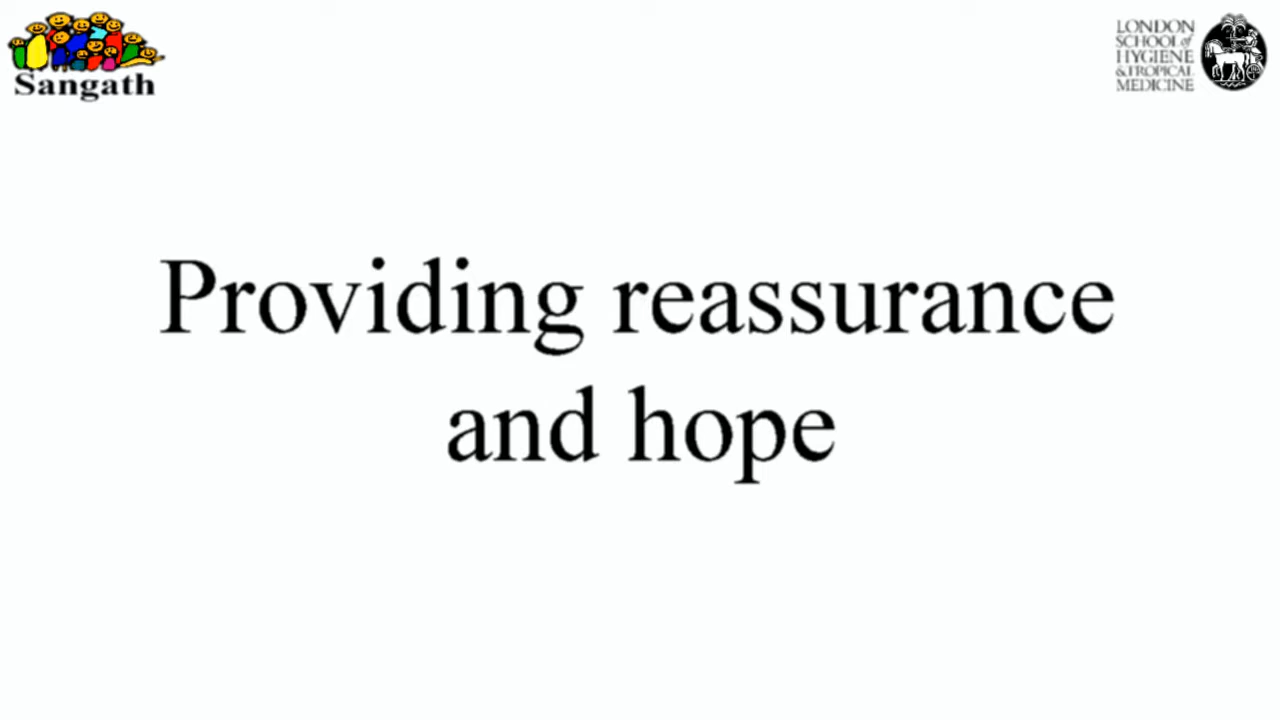 Sangath
LONDON
SCHOOL of
HYGIENE
& TROPICAL
MEDICINE
Providing reassurance
and hope